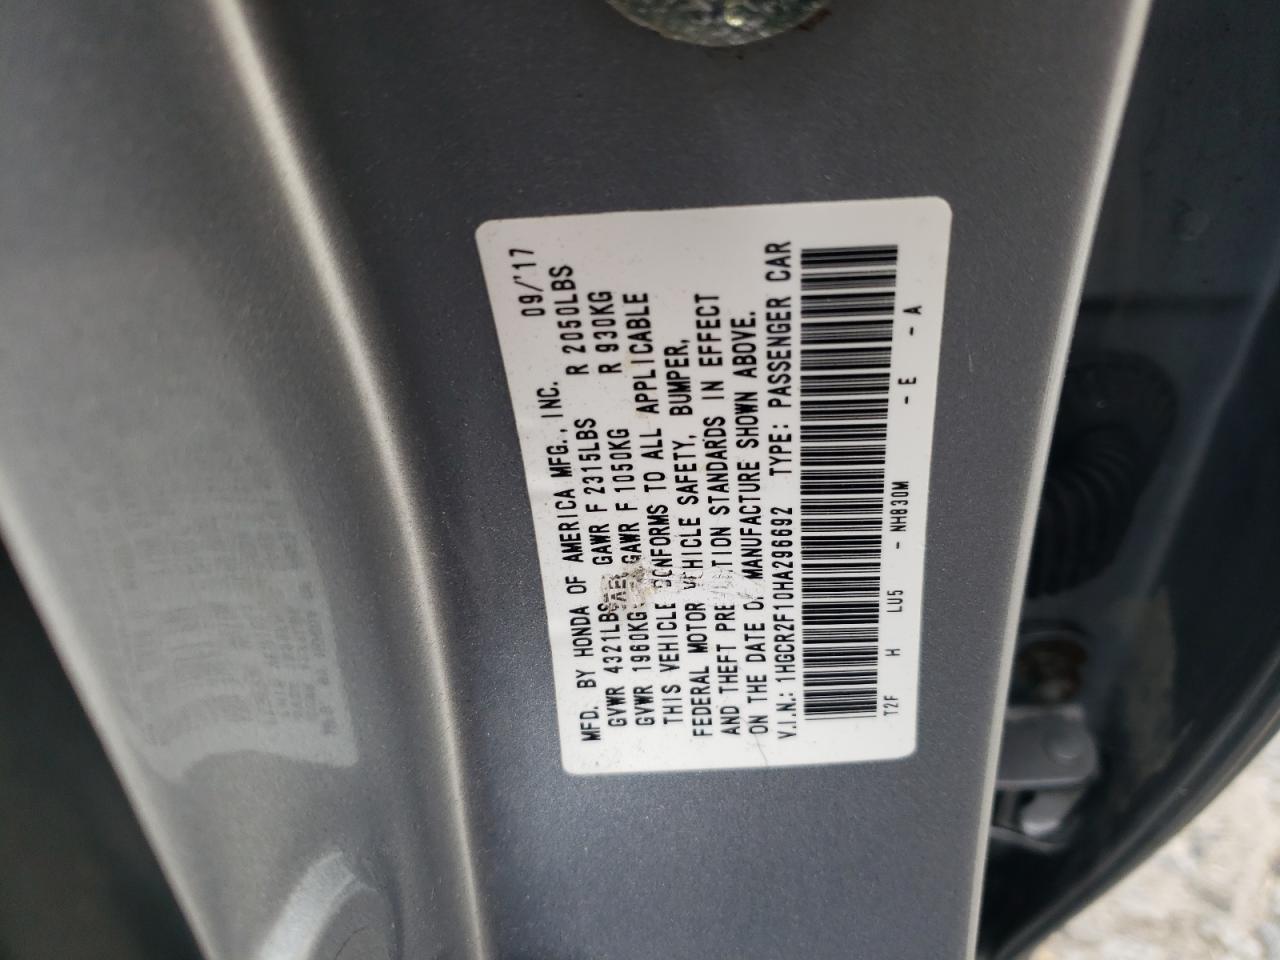 MFD. BY HONDA OF AMERICA MFG., INC. 09/'17
GVWR 4321LBS GAWR F 2315LBS R 2050LBS
GVWR 1960KG GAWR F 1050KG R 930KG
THIS VEHICLE CONFORMS TO ALL APPLICABLE
FEDERAL MOTOR VEHICLE SAFETY, BUMPER,
AND THEFT PREVENTION STANDARDS IN EFFECT
ON THE DATE OF MANUFACTURE SHOWN ABOVE.
V.I.N.: 1HGCR2F10HA296692 TYPE: PASSENGER CAR
T2F H LU5 - NH830M - E - A